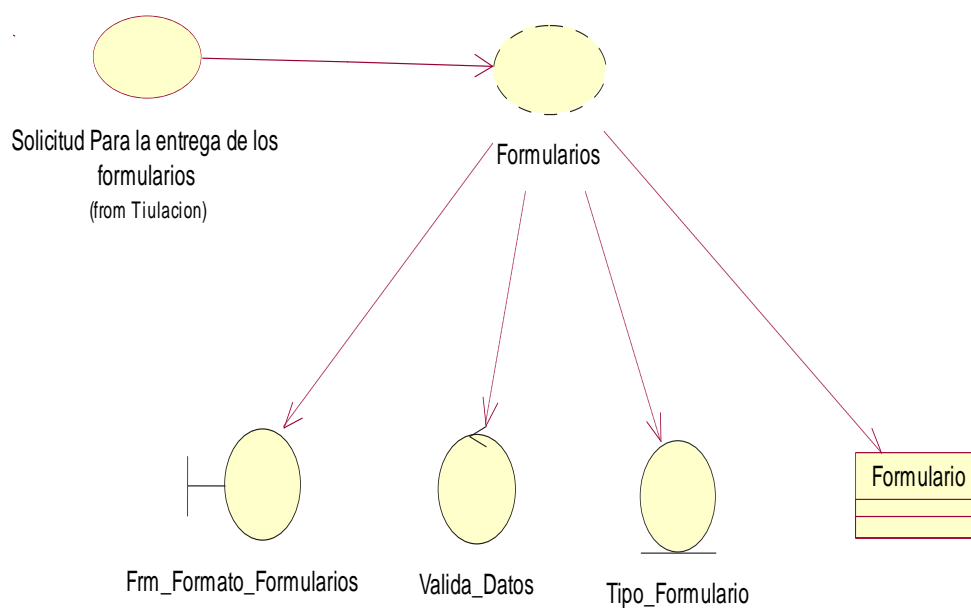 Solicitud Para la entrega de los
formularios
(from Tiulacion)
Formularios
Frm_Formato_Formularios
Valida_Datos
Tipo_Formulario
Formulario